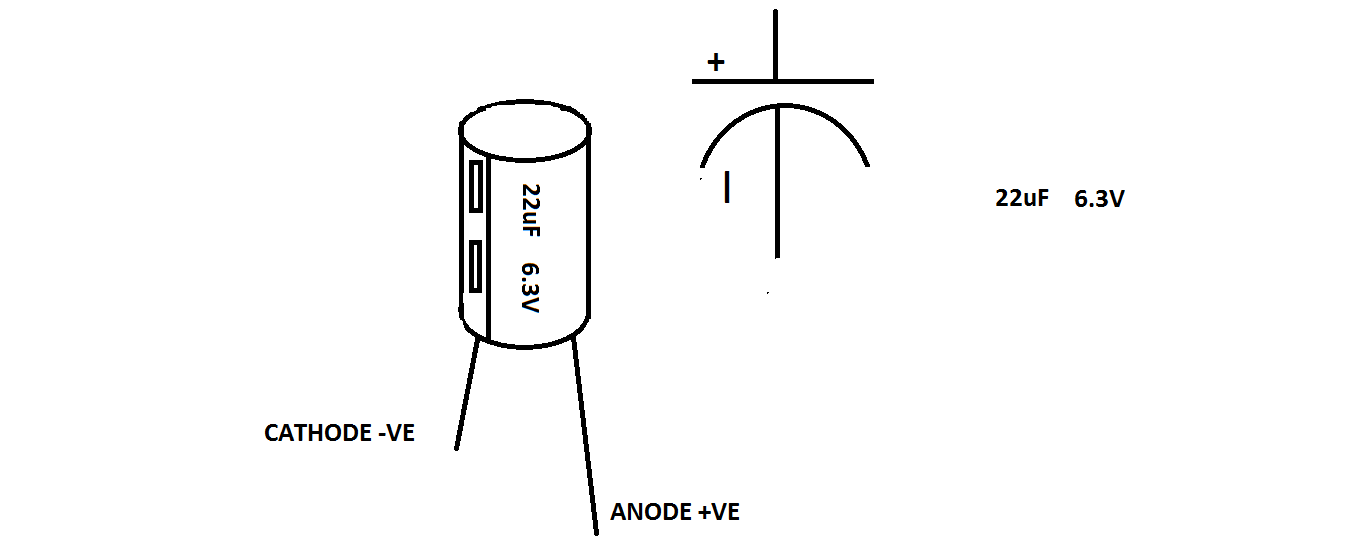 +
22uF 6.3V
|
22uF 6.3V
CATHODE -VE
ANODE +VE